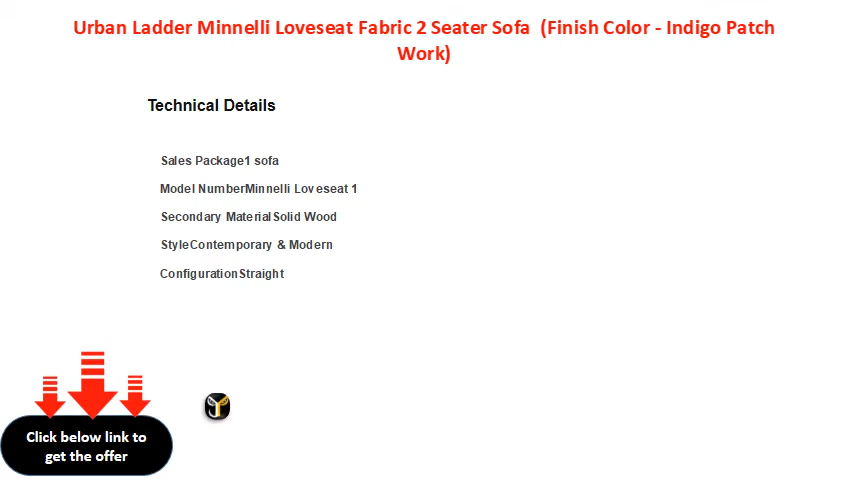 Urban Ladder Minnelli Loveseat Fabric 2 Seater Sofa (Finish Color - Indigo Patch
Work)
Technical Details
Sales Package1 sofa
Model NumberMinnelli Loveseat 1
Secondary MaterialSolid Wood
StyleContemporary & Modern
ConfigurationStraight
Click below link to
get the offer